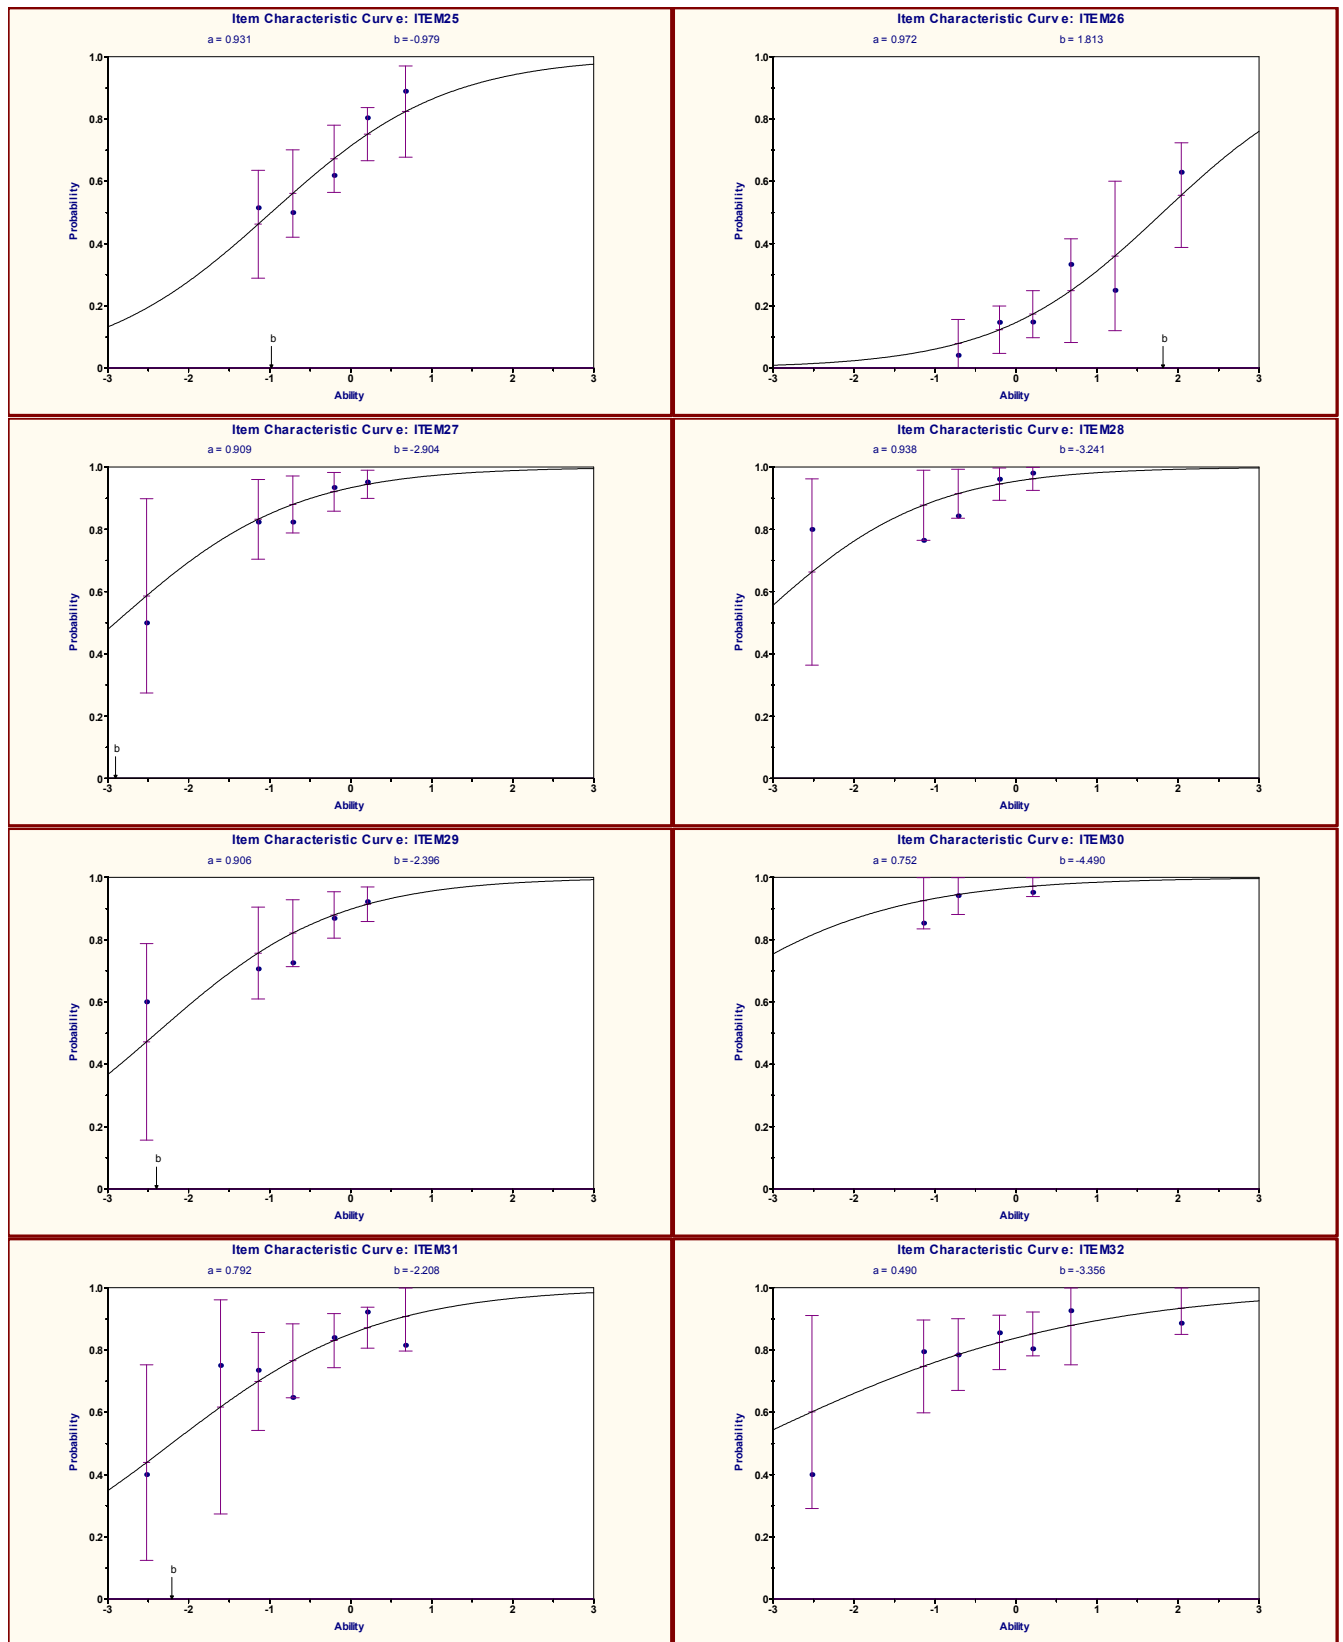 Item Characteristic Curve: ITEM25
a = 0.931 b = -0.979
1.0
0.8
0.6
0.4
0.2
0
Probability
b
-3 -2 -1 0 1 2 3
Ability
Item Characteristic Curve: ITEM26
a = 0.972 b = 1.813
1.0
0.8
0.6
0.4
0.2
0
Probability
b
-3 -2 -1 0 1 2 3
Ability
Item Characteristic Curve: ITEM27
a = 0.909 b = -2.904
1.0
0.8
0.6
0.4
0.2
0
Probability
b
-3 -2 -1 0 1 2 3
Ability
Item Characteristic Curve: ITEM28
a = 0.938 b = -3.241
1.0
0.8
0.6
0.4
0.2
0
Probability
-3 -2 -1 0 1 2 3
Ability
Item Characteristic Curve: ITEM29
a = 0.906 b = -2.396
1.0
0.8
0.6
0.4
0.2
0
Probability
b
-3 -2 -1 0 1 2 3
Ability
Item Characteristic Curve: ITEM30
a = 0.752 b = -4.490
1.0
0.8
0.6
0.4
0.2
0
Probability
-3 -2 -1 0 1 2 3
Ability
Item Characteristic Curve: ITEM31
a = 0.792 b = -2.208
1.0
0.8
0.6
0.4
0.2
0
Probability
b
-3 -2 -1 0 1 2 3
Ability
Item Characteristic Curve: ITEM32
a = 0.490 b = -3.356
1.0
0.8
0.6
0.4
0.2
0
Probability
-3 -2 -1 0 1 2 3
Ability